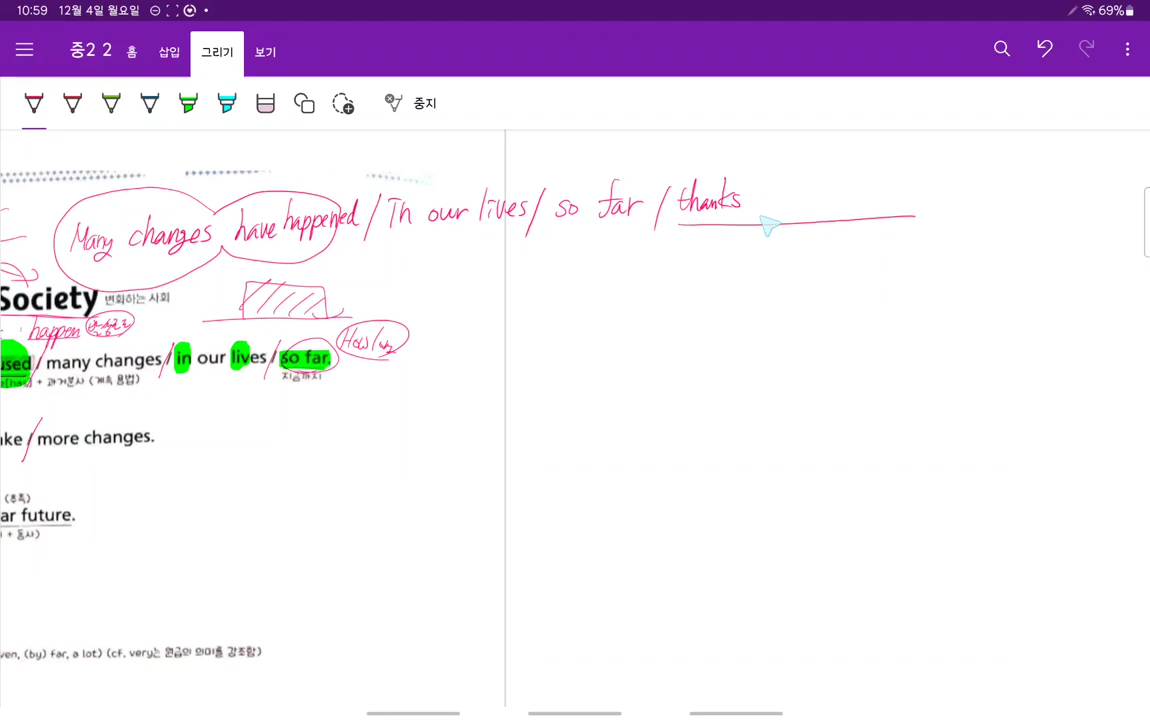 10:59 12월 4일 월요일 69%
중2 2 홈 삽입 그리기 보기
중지
Many changes have happened / In our lives / so far / thanks
Society 변화하는 사회
happen
How/
used / many changes / in our lives / so far.
+ 과거분사 (계속 용법) 지금까지
ake / more changes.
(추측)
ar future.
+ 동사)
ven, (by) far, a lot) (cf. very는 원급의 의미를 강조함)